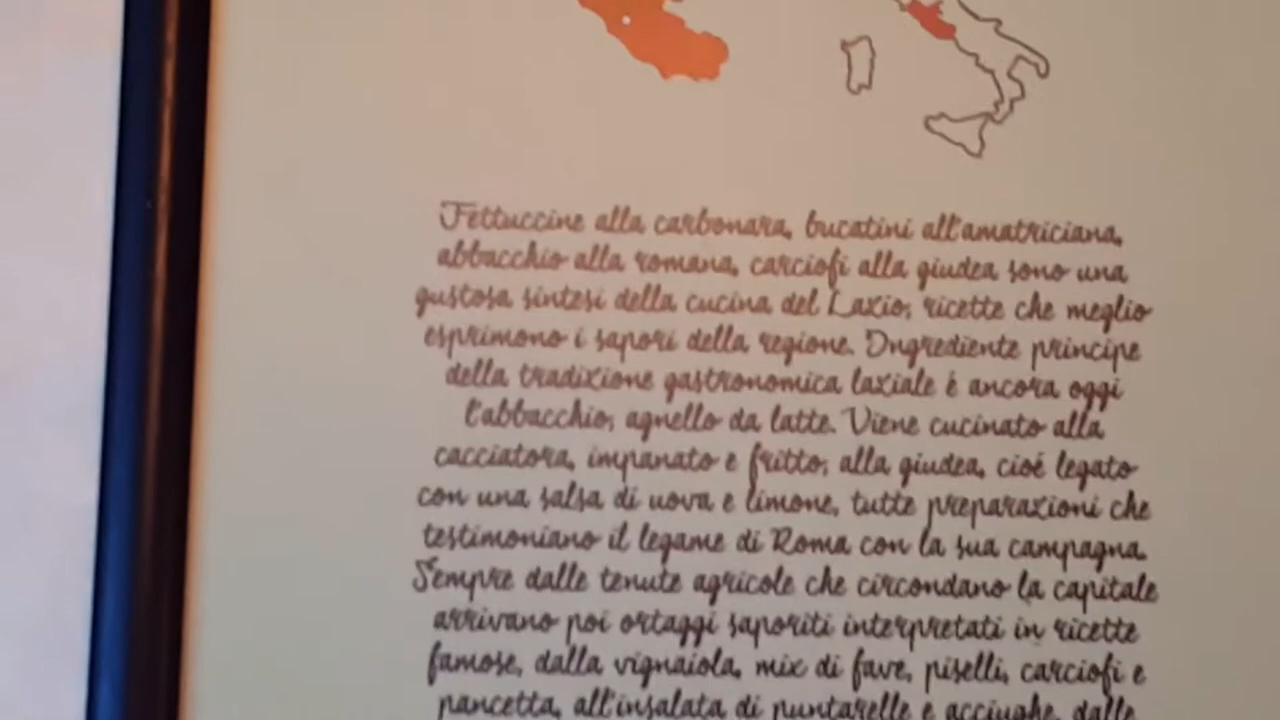 Fettuccine alla carbonara, bucatini all'amatriciana,
abbacchio alla romana, carciofi alla giudea sono una
gustosa sintesi della cucina del Lazio, ricette che meglio
esprimono i sapori della regione. Ingrediente principe
della tradizione gastronomica laziale é ancora oggi
l'abbacchio, agnello da latte. Viene cucinato alla
cacciatora, impanato e fritto, alla giudea, cioé legato
con una salsa di uova e limone, tutte preparazioni che
testimoniano il legame di Roma con la sua campagna.
Sempre dalle tenute agricole che circondano la capitale
arrivano poi ortaggi saporiti interpretati in ricette
famose, dalla vignaiola, mix di fave, piselli, carciofi e
pancetta, all'insalata di puntarelle e acciughe, dalle